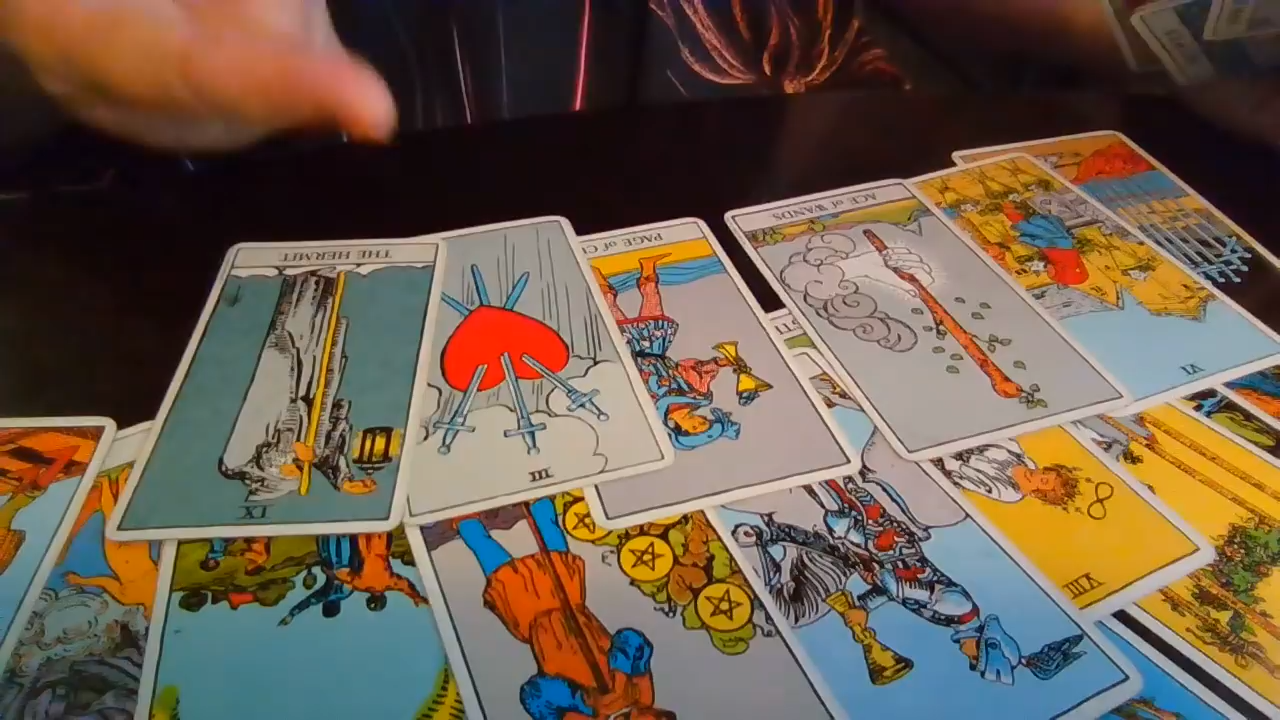 THE HERMIT
IX
III
PAGE of C
ACE of WANDS
VI
VIII